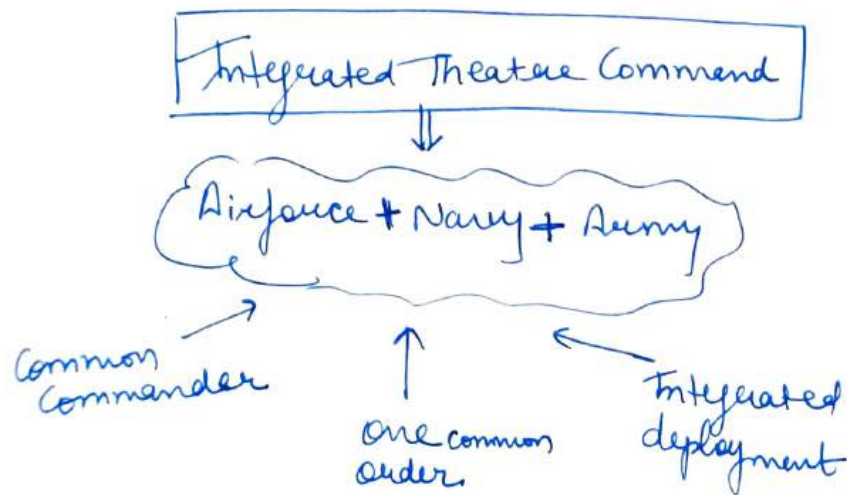 Integrated Theatre Command
Airforce + Navy + Army
Common
Commander
one common
order
Integrated
deployment